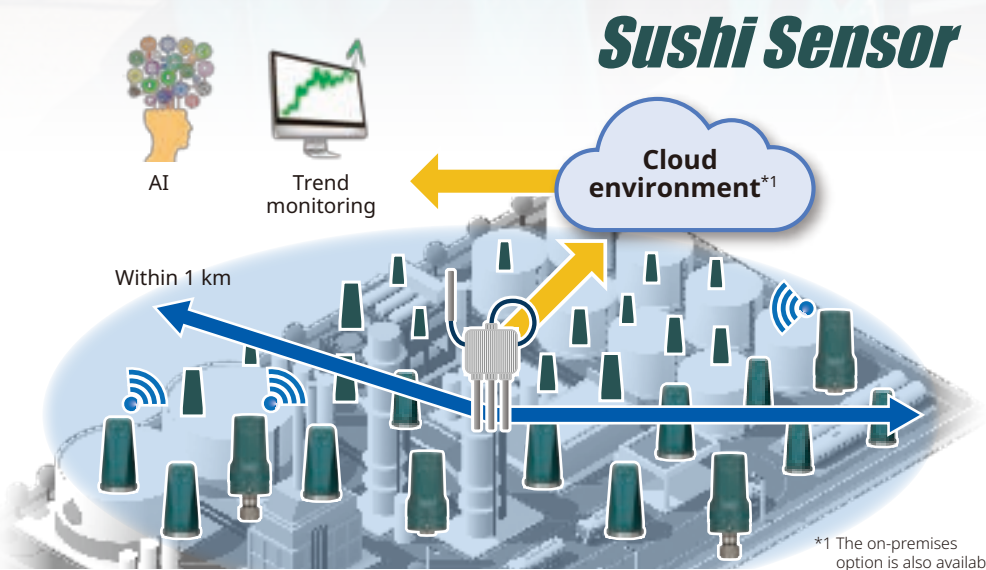 Sushi Sensor
Cloud
environment*1
AI
Trend
monitoring
Within 1 km
*1 The on-premises
option is also availab